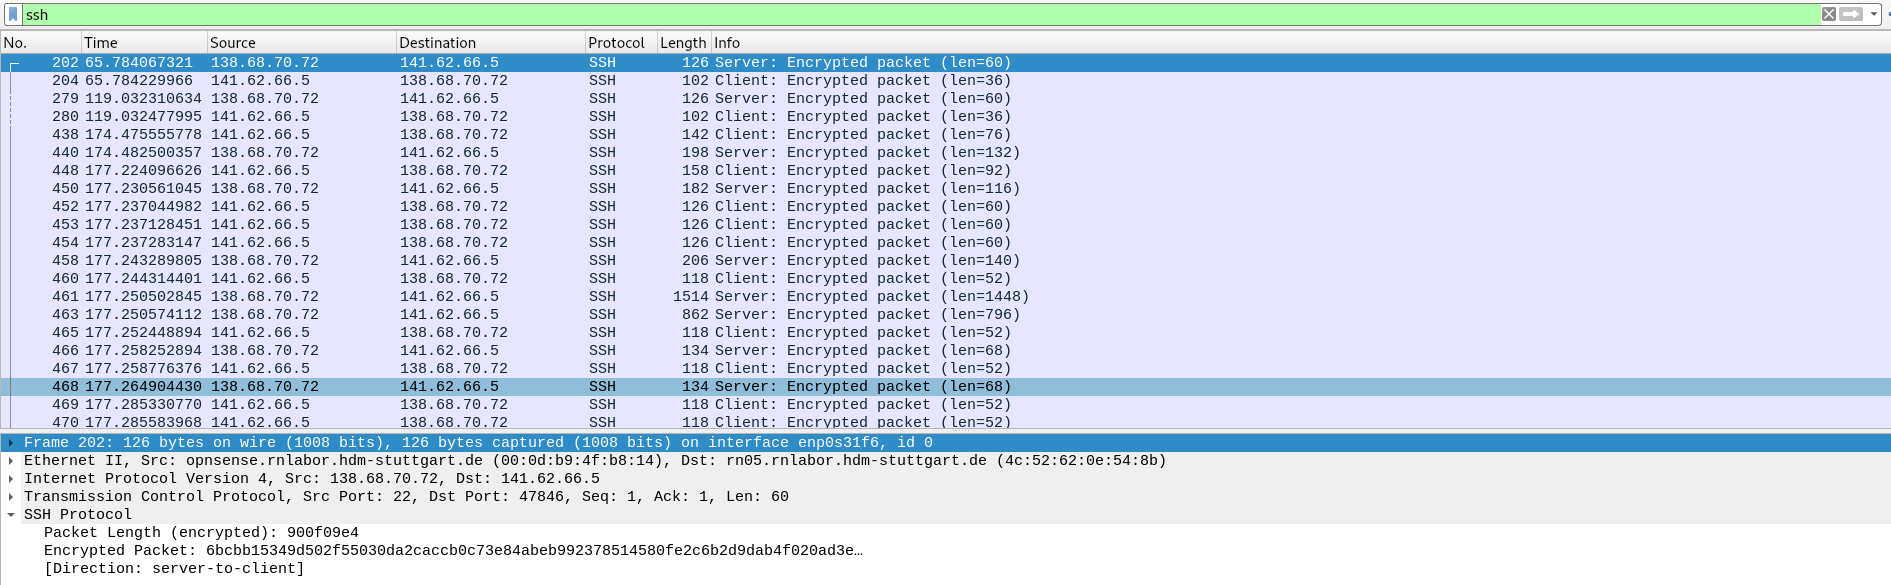 ssh
No. Time Source Destination Protocol Length Info
202 65.784067321 138.68.70.72 141.62.66.5 SSH 126 Server: Encrypted packet (len=60)
204 65.784229966 141.62.66.5 138.68.70.72 SSH 102 Client: Encrypted packet (len=36)
279 119.032310634 138.68.70.72 141.62.66.5 SSH 126 Server: Encrypted packet (len=60)
280 119.032477995 141.62.66.5 138.68.70.72 SSH 102 Client: Encrypted packet (len=36)
438 174.475555778 141.62.66.5 138.68.70.72 SSH 142 Client: Encrypted packet (len=76)
440 174.482500357 138.68.70.72 141.62.66.5 SSH 198 Server: Encrypted packet (len=132)
448 177.224096626 141.62.66.5 138.68.70.72 SSH 158 Client: Encrypted packet (len=92)
450 177.230561045 138.68.70.72 141.62.66.5 SSH 182 Server: Encrypted packet (len=116)
452 177.237044982 141.62.66.5 138.68.70.72 SSH 126 Client: Encrypted packet (len=60)
453 177.237128451 141.62.66.5 138.68.70.72 SSH 126 Client: Encrypted packet (len=60)
454 177.237283147 141.62.66.5 138.68.70.72 SSH 126 Client: Encrypted packet (len=60)
458 177.243289805 138.68.70.72 141.62.66.5 SSH 206 Server: Encrypted packet (len=140)
460 177.244314401 141.62.66.5 138.68.70.72 SSH 118 Client: Encrypted packet (len=52)
461 177.250502845 138.68.70.72 141.62.66.5 SSH 1514 Server: Encrypted packet (len=1448)
463 177.250574112 138.68.70.72 141.62.66.5 SSH 862 Server: Encrypted packet (len=796)
465 177.252448894 141.62.66.5 138.68.70.72 SSH 118 Client: Encrypted packet (len=52)
466 177.258252894 138.68.70.72 141.62.66.5 SSH 134 Server: Encrypted packet (len=68)
467 177.258776376 141.62.66.5 138.68.70.72 SSH 118 Client: Encrypted packet (len=52)
468 177.264904430 138.68.70.72 141.62.66.5 SSH 134 Server: Encrypted packet (len=68)
469 177.285330770 141.62.66.5 138.68.70.72 SSH 118 Client: Encrypted packet (len=52)
470 177.285583968 141.62.66.5 138.68.70.72 SSH 118 Client: Encrypted packet (len=52)
Frame 202: 126 bytes on wire (1008 bits), 126 bytes captured (1008 bits) on interface enp0s31f6, id 0
Ethernet II, Src: opnsense.rnlabor.hdm-stuttgart.de (00:0d:b9:4f:b8:14), Dst: rn05.rnlabor.hdm-stuttgart.de (4c:52:62:0e:54:8b)
Internet Protocol Version 4, Src: 138.68.70.72, Dst: 141.62.66.5
Transmission Control Protocol, Src Port: 22, Dst Port: 47846, Seq: 1, Ack: 1, Len: 60
SSH Protocol
Packet Length (encrypted): 900f09e4
Encrypted Packet: 6bcbb15349d502f55030da2caccb0c73e84abeb992378514580fe2c6b2d9dab4f020ad3e…
[Direction: server-to-client]